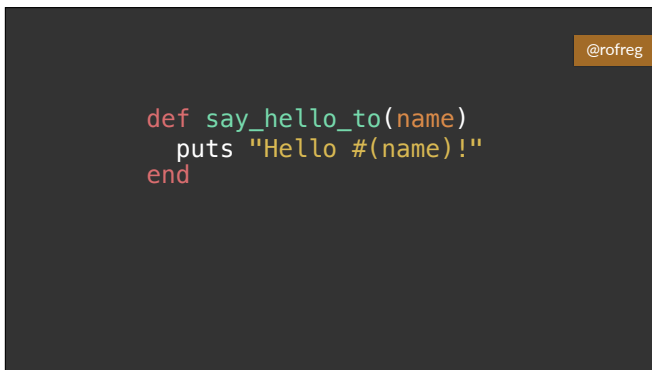 @rofreg
def say_hello_to(name)
  puts "Hello #(name)!"
end